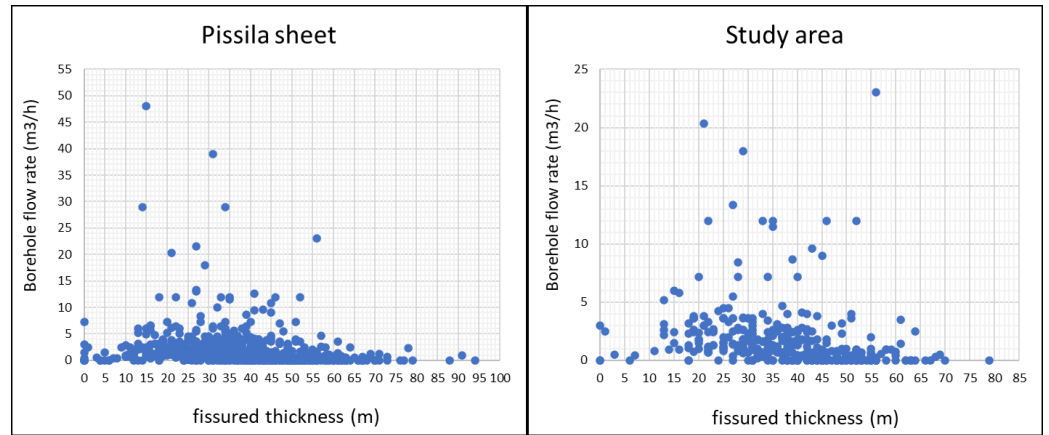 Pissila sheet
Borehole flow rate (m3/h)
55
50
45
40
35
30
25
20
15
10
5
0
0 5 10 15 20 25 30 35 40 45 50 55 60 65 70 75 80 85 90 95 100
fissured thickness (m)
Study area
Borehole flow rate (m3/h)
25
20
15
10
5
0
0 5 10 15 20 25 30 35 40 45 50 55 60 65 70 75 80 85
fissured thickness (m)